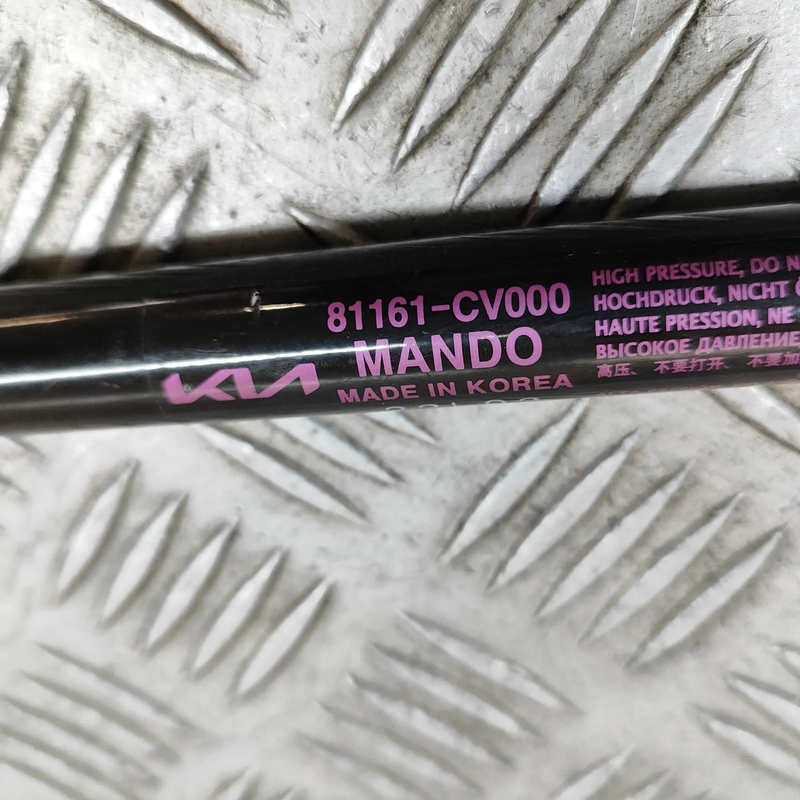 KIA
81161-CV000
MANDO
MADE IN KOREA
HIGH PRESSURE, DO
HOCHDRUCK, NICHT
HAUTE PRESSION, NE
ВЫСОКОЕ ДАВЛЕНИЕ
高压、不要打开、不要加